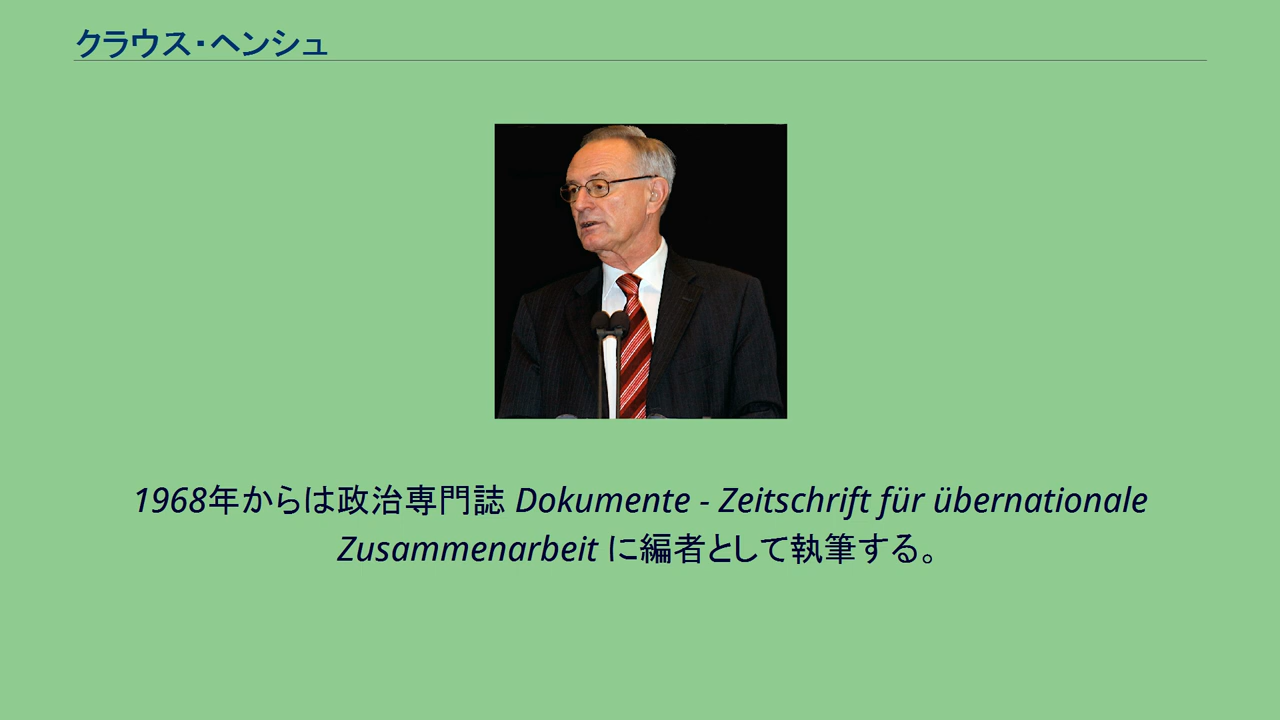 クラウス・ヘンシュ
1968年からは政治専門誌 Dokumente - Zeitschrift für übernationale
Zusammenarbeit に編者として執筆する。